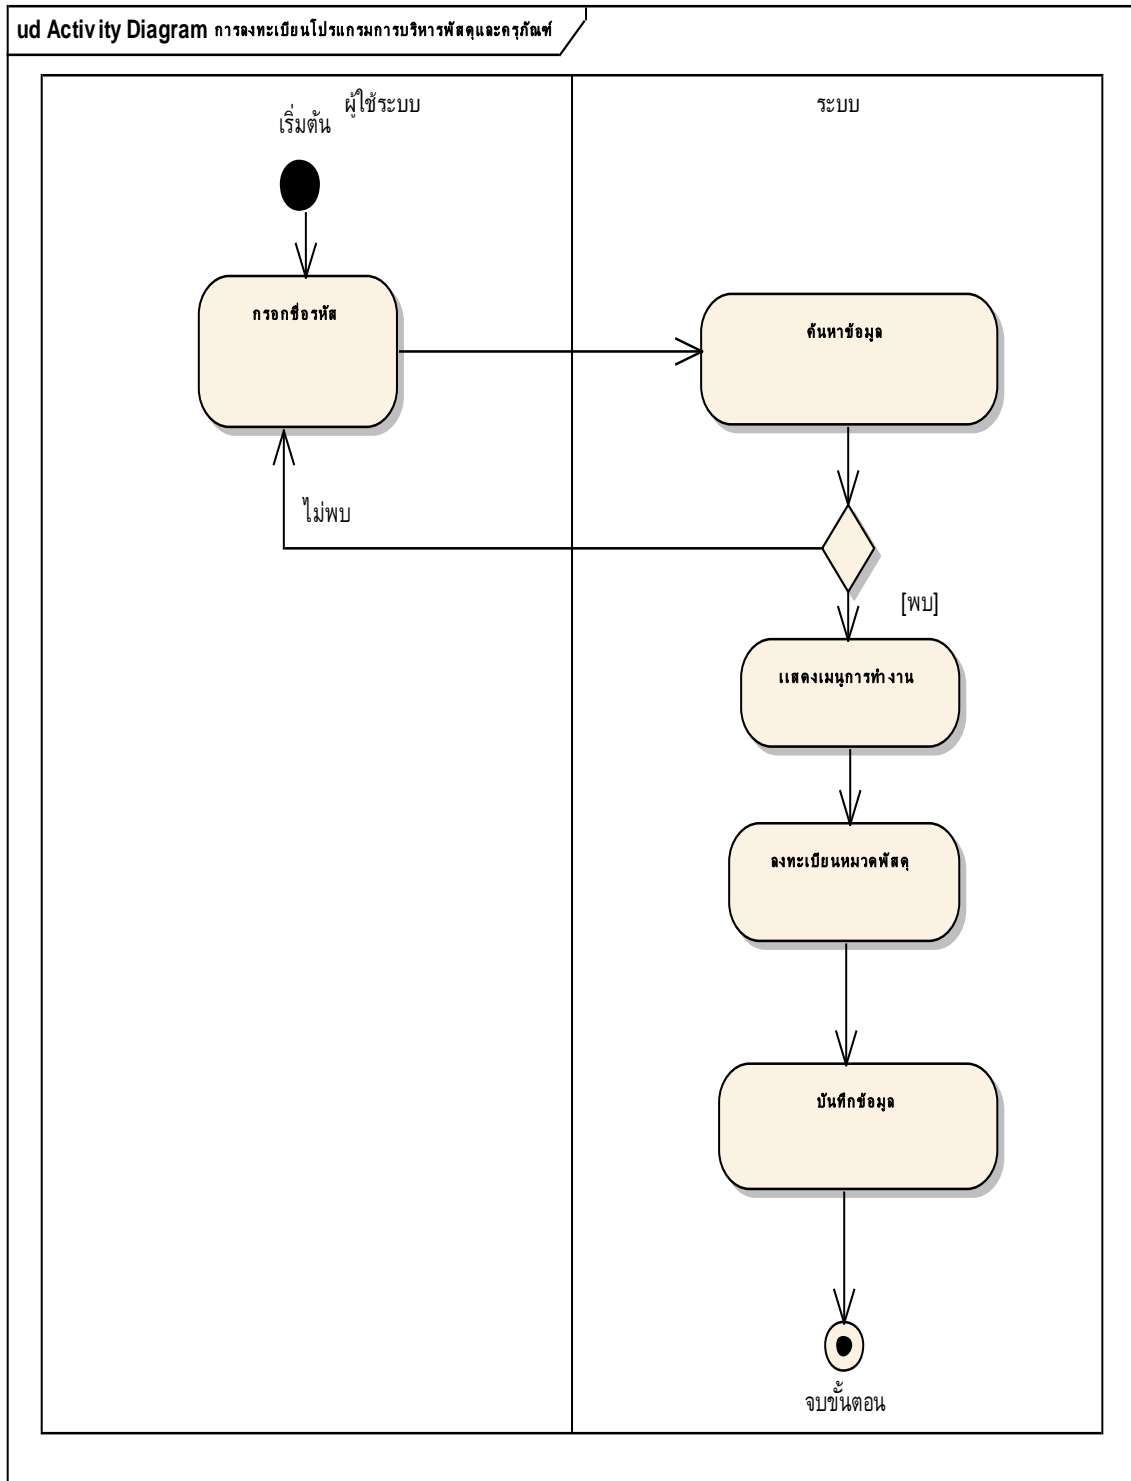 ud Activity Diagram การลงทะเบียนโปรแกรมการบริหารพัสดุและครุภัณฑ์
ผู้ใช้ระบบ
ระบบ
เริ่มต้น
กรอกชื่อรหัส
ค้นหาข้อมูล
ไม่พบ
[พบ]
แสดงเมนูการทำงาน
ลงทะเบียนหมวดพัสดุ
บันทึกข้อมูล
จบขั้นตอน